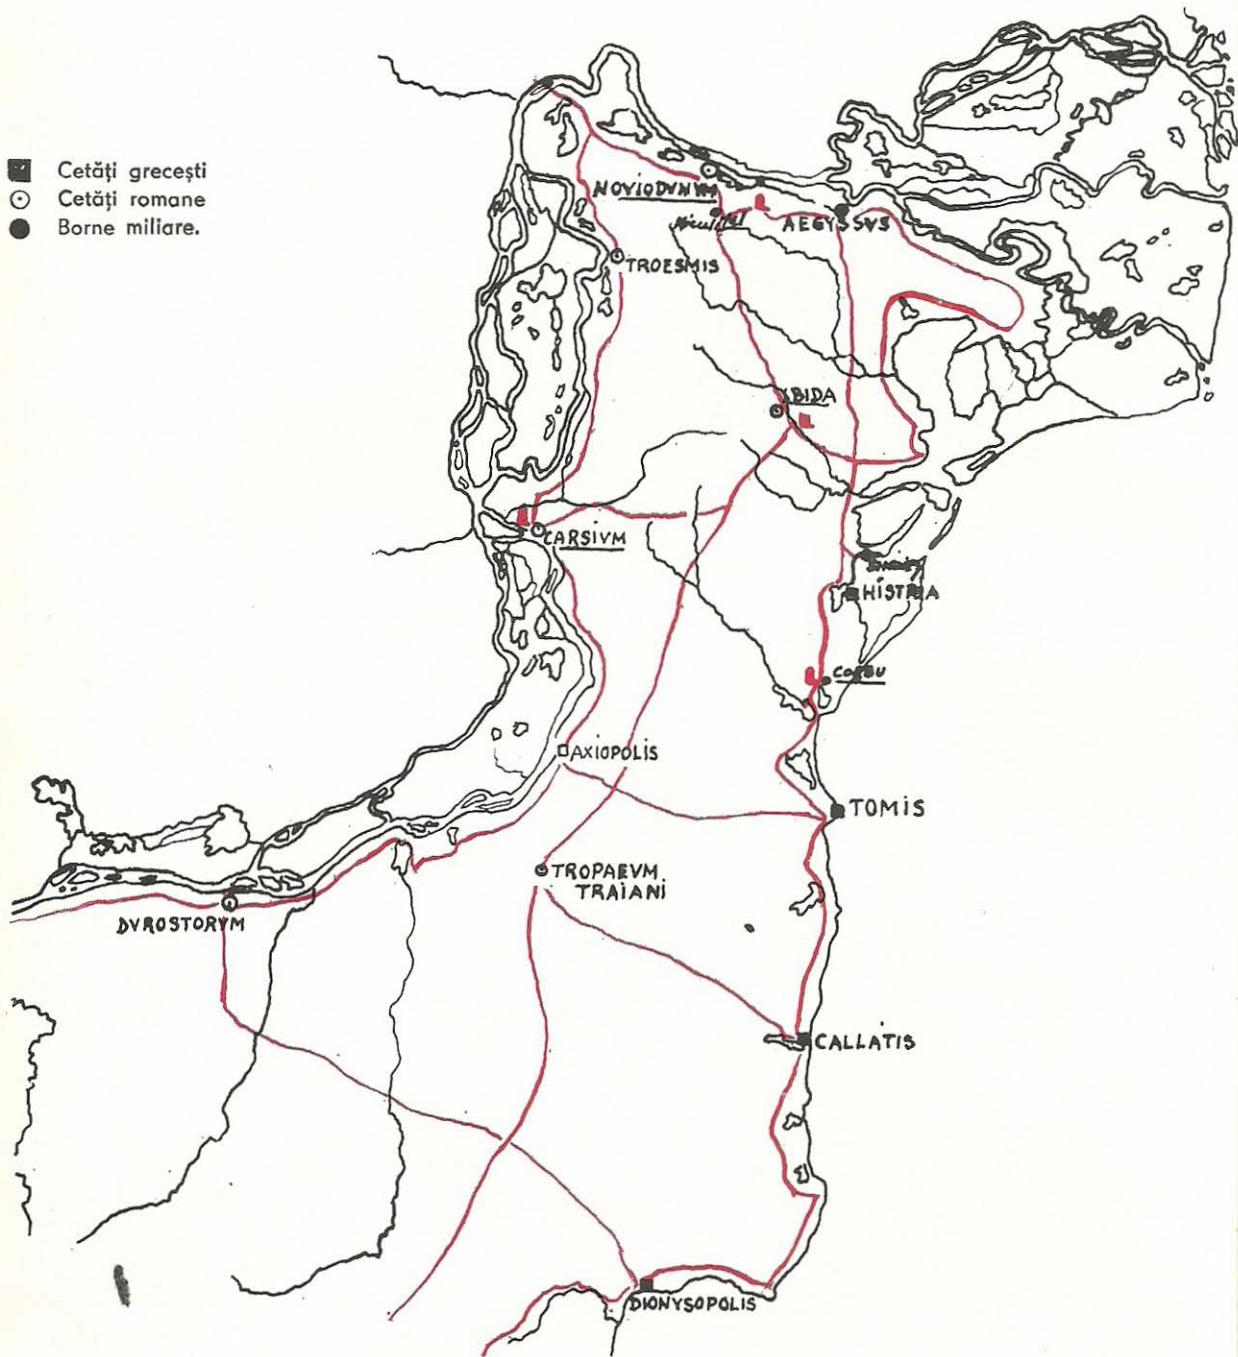 Cetăți grecești
Cetăți romane
Borne miliare.
NOVIODVNVM
AEGYSSVS
TROESMIS
IBIDA
CARSIVM
HISTRIA
CORBU
AXIOPOLIS
TOMIS
TROPAEVM
TRAIANI
DVROSTORVM
CALLATIS
DIONYSOPOLIS